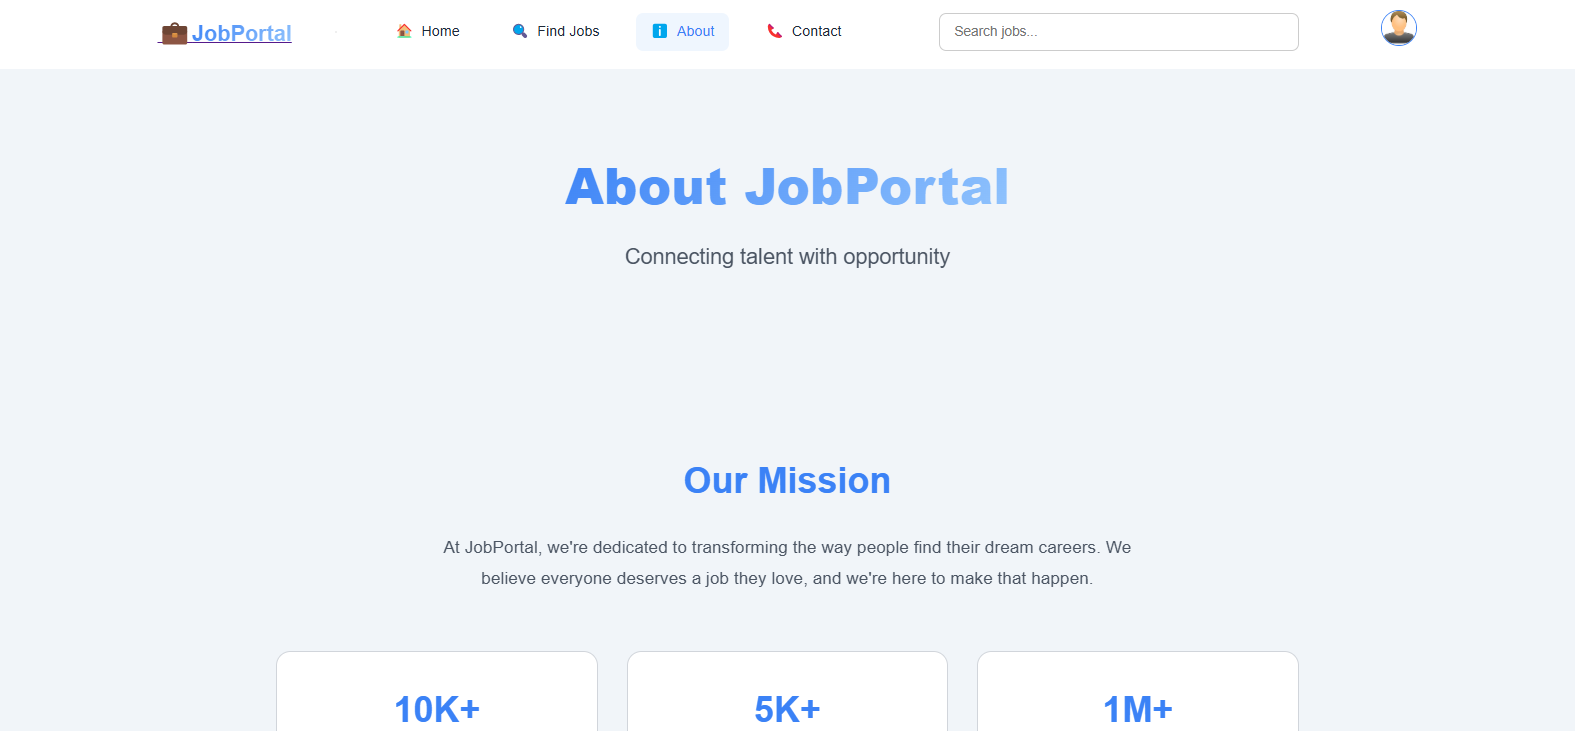 JobPortal
Home
Find Jobs
About
Contact
Search jobs...
About JobPortal
Connecting talent with opportunity
Our Mission
At JobPortal, we're dedicated to transforming the way people find their dream careers. We
believe everyone deserves a job they love, and we're here to make that happen.
10K+
5K+
1M+